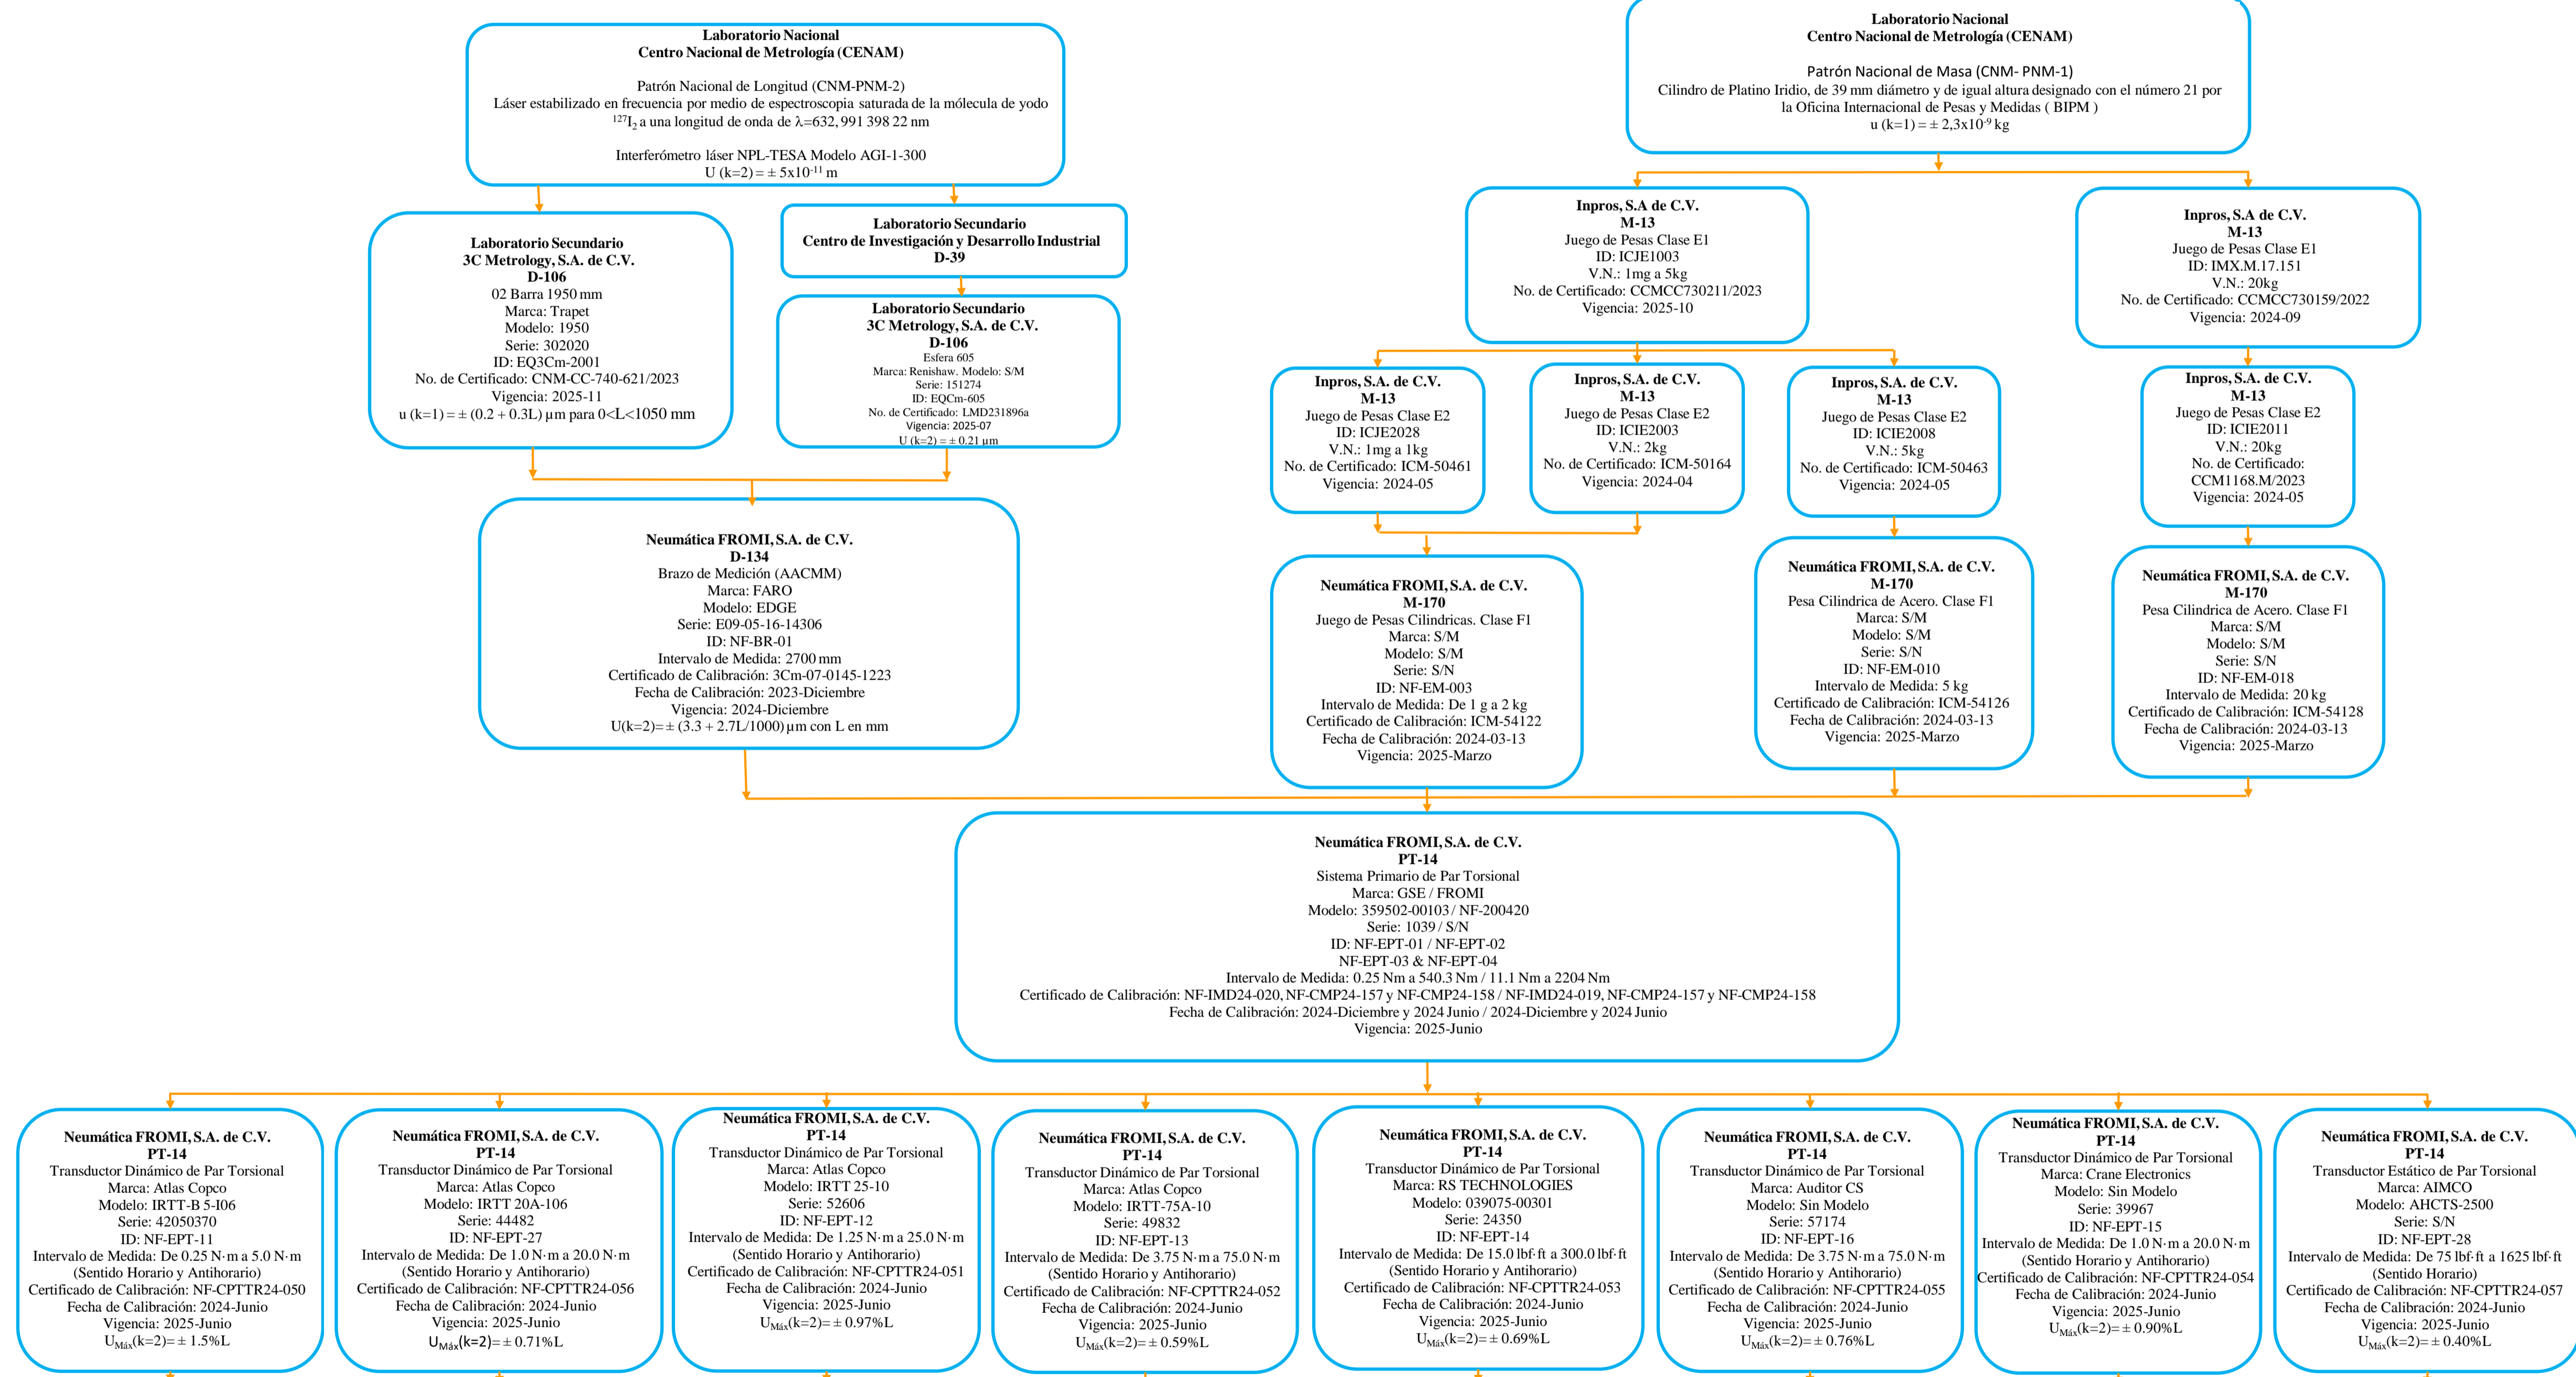 Laboratorio Nacional
Centro Nacional de Metrología (CENAM)
Patrón Nacional de Longitud (CNM-PNM-2)
Láser estabilizado en frecuencia por medio de espectroscopia saturada de la mólecula de yodo
¹²⁷I₂ a una longitud de onda de λ=632, 991 398 22 nm
Interferómetro láser NPL-TESA Modelo AGI-1-300
U (k=2) = ± 5x10⁻¹¹ m
Laboratorio Nacional
Centro Nacional de Metrología (CENAM)
Patrón Nacional de Masa (CNM- PNM-1)
Cilindro de Platino Iridio, de 39 mm diámetro y de igual altura designado con el número 21 por
la Oficina Internacional de Pesas y Medidas ( BIPM )
u (k=1) = ± 2,3x10⁻⁹ kg
Laboratorio Secundario
3C Metrology, S.A. de C.V.
D-106
02 Barra 1950 mm
Marca: Trapet
Modelo: 1950
Serie: 302020
ID: EQ3Cm-2001
No. de Certificado: CNM-CC-740-621/2023
Vigencia: 2025-11
u (k=1) = ± (0.2 + 0.3L) µm para 0<L<1050 mm
Laboratorio Secundario
Centro de Investigación y Desarrollo Industrial
D-39
Laboratorio Secundario
3C Metrology, S.A. de C.V.
D-106
Esfera 605
Marca: Renishaw. Modelo: S/M
Serie: 151274
ID: EQCm-605
No. de Certificado: LMD231896a
Vigencia: 2025-07
U (k=2) = ± 0.21 µm
Inpros, S.A de C.V.
M-13
Juego de Pesas Clase E1
ID: ICJE1003
V.N.: 1mg a 5kg
No. de Certificado: CCMCC730211/2023
Vigencia: 2025-10
Inpros, S.A de C.V.
M-13
Juego de Pesas Clase E1
ID: IMX.M.17.151
V.N.: 20kg
No. de Certificado: CCMCC730159/2022
Vigencia: 2024-09
Inpros, S.A. de C.V.
M-13
Juego de Pesas Clase E2
ID: ICJE2028
V.N.: 1mg a 1kg
No. de Certificado: ICM-50461
Vigencia: 2024-05
Inpros, S.A. de C.V.
M-13
Juego de Pesas Clase E2
ID: ICIE2003
V.N.: 2kg
No. de Certificado: ICM-50164
Vigencia: 2024-04
Inpros, S.A. de C.V.
M-13
Juego de Pesas Clase E2
ID: ICIE2008
V.N.: 5kg
No. de Certificado: ICM-50463
Vigencia: 2024-05
Inpros, S.A. de C.V.
M-13
Juego de Pesas Clase E2
ID: ICIE2011
V.N.: 20kg
No. de Certificado:
CCM1168.M/2023
Vigencia: 2024-05
Neumática FROMI, S.A. de C.V.
D-134
Brazo de Medición (AACMM)
Marca: FARO
Modelo: EDGE
Serie: E09-05-16-14306
ID: NF-BR-01
Intervalo de Medida: 2700 mm
Certificado de Calibración: 3Cm-07-0145-1223
Fecha de Calibración: 2023-Diciembre
Vigencia: 2024-Diciembre
U(k=2)= ± (3.3 + 2.7L/1000) µm con L en mm
Neumática FROMI, S.A. de C.V.
M-170
Juego de Pesas Cilindricas. Clase F1
Marca: S/M
Modelo: S/M
Serie: S/N
ID: NF-EM-003
Intervalo de Medida: De 1 g a 2 kg
Certificado de Calibración: ICM-54122
Fecha de Calibración: 2024-03-13
Vigencia: 2025-Marzo
Neumática FROMI, S.A. de C.V.
M-170
Pesa Cilindrica de Acero. Clase F1
Marca: S/M
Modelo: S/M
Serie: S/N
ID: NF-EM-010
Intervalo de Medida: 5 kg
Certificado de Calibración: ICM-54126
Fecha de Calibración: 2024-03-13
Vigencia: 2025-Marzo
Neumática FROMI, S.A. de C.V.
M-170
Pesa Cilindrica de Acero. Clase F1
Marca: S/M
Modelo: S/M
Serie: S/N
ID: NF-EM-018
Intervalo de Medida: 20 kg
Certificado de Calibración: ICM-54128
Fecha de Calibración: 2024-03-13
Vigencia: 2025-Marzo
Neumática FROMI, S.A. de C.V.
PT-14
Sistema Primario de Par Torsional
Marca: GSE / FROMI
Modelo: 359502-00103 / NF-200420
Serie: 1039 / S/N
ID: NF-EPT-01 / NF-EPT-02
NF-EPT-03 & NF-EPT-04
Intervalo de Medida: 0.25 Nm a 540.3 Nm / 11.1 Nm a 2204 Nm
Certificado de Calibración: NF-IMD24-020, NF-CMP24-157 y NF-CMP24-158 / NF-IMD24-019, NF-CMP24-157 y NF-CMP24-158
Fecha de Calibración: 2024-Diciembre y 2024 Junio / 2024-Diciembre y 2024 Junio
Vigencia: 2025-Junio
Neumática FROMI, S.A. de C.V.
PT-14
Transductor Dinámico de Par Torsional
Marca: Atlas Copco
Modelo: IRTT-B 5-I06
Serie: 42050370
ID: NF-EPT-11
Intervalo de Medida: De 0.25 N·m a 5.0 N·m
(Sentido Horario y Antihorario)
Certificado de Calibración: NF-CPTTR24-050
Fecha de Calibración: 2024-Junio
Vigencia: 2025-Junio
UMáx(k=2)= ± 1.5%L
Neumática FROMI, S.A. de C.V.
PT-14
Transductor Dinámico de Par Torsional
Marca: Atlas Copco
Modelo: IRTT 20A-106
Serie: 44482
ID: NF-EPT-27
Intervalo de Medida: De 1.0 N·m a 20.0 N·m
(Sentido Horario y Antihorario)
Certificado de Calibración: NF-CPTTR24-056
Fecha de Calibración: 2024-Junio
Vigencia: 2025-Junio
UMáx(k=2)= ± 0.71%L
Neumática FROMI, S.A. de C.V.
PT-14
Transductor Dinámico de Par Torsional
Marca: Atlas Copco
Modelo: IRTT 25-10
Serie: 52606
ID: NF-EPT-12
Intervalo de Medida: De 1.25 N·m a 25.0 N·m
(Sentido Horario y Antihorario)
Certificado de Calibración: NF-CPTTR24-051
Fecha de Calibración: 2024-Junio
Vigencia: 2025-Junio
UMáx(k=2)= ± 0.97%L
Neumática FROMI, S.A. de C.V.
PT-14
Transductor Dinámico de Par Torsional
Marca: Atlas Copco
Modelo: IRTT-75A-10
Serie: 49832
ID: NF-EPT-13
Intervalo de Medida: De 3.75 N·m a 75.0 N·m
(Sentido Horario y Antihorario)
Certificado de Calibración: NF-CPTTR24-052
Fecha de Calibración: 2024-Junio
Vigencia: 2025-Junio
UMáx(k=2)= ± 0.59%L
Neumática FROMI, S.A. de C.V.
PT-14
Transductor Dinámico de Par Torsional
Marca: RS TECHNOLOGIES
Modelo: 039075-00301
Serie: 24350
ID: NF-EPT-14
Intervalo de Medida: De 15.0 lbf·ft a 300.0 lbf·ft
(Sentido Horario y Antihorario)
Certificado de Calibración: NF-CPTTR24-053
Fecha de Calibración: 2024-Junio
Vigencia: 2025-Junio
UMáx(k=2)= ± 0.69%L
Neumática FROMI, S.A. de C.V.
PT-14
Transductor Dinámico de Par Torsional
Marca: Auditor CS
Modelo: Sin Modelo
Serie: 57174
ID: NF-EPT-16
Intervalo de Medida: De 3.75 N·m a 75.0 N·m
(Sentido Horario y Antihorario)
Certificado de Calibración: NF-CPTTR24-055
Fecha de Calibración: 2024-Junio
Vigencia: 2025-Junio
UMáx(k=2)= ± 0.76%L
Neumática FROMI, S.A. de C.V.
PT-14
Transductor Dinámico de Par Torsional
Marca: Crane Electronics
Modelo: Sin Modelo
Serie: 39967
ID: NF-EPT-15
Intervalo de Medida: De 1.0 N·m a 20.0 N·m
(Sentido Horario y Antihorario)
Certificado de Calibración: NF-CPTTR24-054
Fecha de Calibración: 2024-Junio
Vigencia: 2025-Junio
UMáx(k=2)= ± 0.90%L
Neumática FROMI, S.A. de C.V.
PT-14
Transductor Estático de Par Torsional
Marca: AIMCO
Modelo: AHCTS-2500
Serie: S/N
ID: NF-EPT-28
Intervalo de Medida: De 75 lbf·ft a 1625 lbf·ft
(Sentido Horario)
Certificado de Calibración: NF-CPTTR24-057
Fecha de Calibración: 2024-Junio
Vigencia: 2025-Junio
UMáx(k=2)= ± 0.40%L